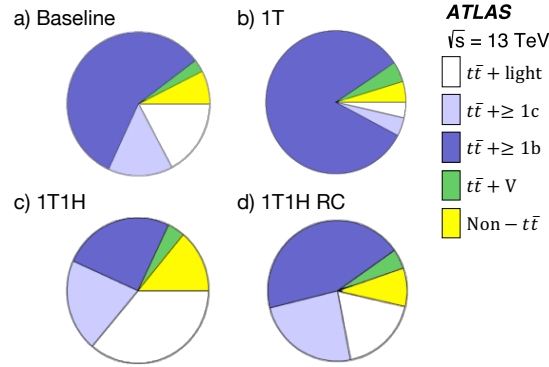 a) Baseline
b) 1T
c) 1T1H
d) 1T1H RC
ATLAS
√s = 13 TeV
tt̄ + light
tt̄ +≥ 1c
tt̄ +≥ 1b
tt̄ + V
Non − tt̄